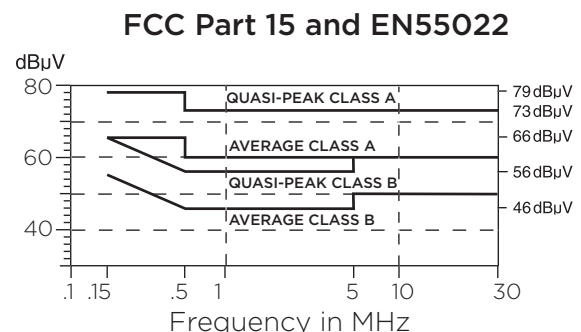 FCC Part 15 and EN55022
dBµV
80
60
40
QUASI-PEAK CLASS A
AVERAGE CLASS A
QUASI-PEAK CLASS B
AVERAGE CLASS B
79dBµV
73dBµV
66dBµV
56dBµV
46dBµV
.1 .15 .5 1 5 10 30
Frequency in MHz